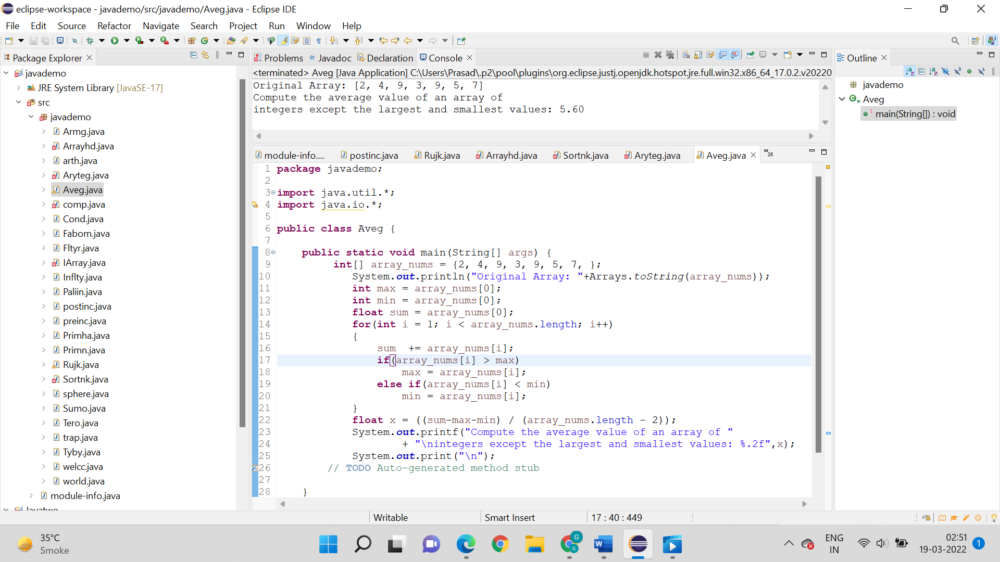 eclipse-workspace - javademo/src/javademo/Aveg.java - Eclipse IDE
File Edit Source Refactor Navigate Search Project Run Window Help
Package Explorer
javademo
JRE System Library [JavaSE-17]
src
javademo
Armg.java
Arrayhd.java
arth.java
Aryteg.java
Aveg.java
comp.java
Cond.java
Fabom.java
Fltyr.java
IArray.java
Inflty.java
Paliin.java
postinc.java
preinc.java
Primha.java
Primn.java
Rujk.java
Sortnk.java
sphere.java
Sumo.java
Tero.java
trap.java
Tyby.java
welcc.java
world.java
module-info.java
Javatwo
Problems Javadoc Declaration Console
<terminated> Aveg [Java Application] C:\Users\Prasad\.p2\pool\plugins\org.eclipse.justj.openjdk.hotspot.jre.full.win32.x86_64_17.0.2.v20220
Original Array: [2, 4, 9, 3, 9, 5, 7]
Compute the average value of an array of
integers except the largest and smallest values: 5.60
module-info.... postinc.java Rujk.java Arrayhd.java Sortnk.java Aryteg.java Aveg.java »26
1 package javademo;
2
3 import java.util.*;
4 import java.io.*;
5
6 public class Aveg {
7
8 public static void main(String[] args) {
9 int[] array_nums = {2, 4, 9, 3, 9, 5, 7, };
10 System.out.println("Original Array: "+Arrays.toString(array_nums));
11 int max = array_nums[0];
12 int min = array_nums[0];
13 float sum = array_nums[0];
14 for(int i = 1; i < array_nums.length; i++)
15 {
16 sum += array_nums[i];
17 if(array_nums[i] > max)
18 max = array_nums[i];
19 else if(array_nums[i] < min)
20 min = array_nums[i];
21 }
22 float x = ((sum-max-min) / (array_nums.length - 2));
23 System.out.printf("Compute the average value of an array of "
24 + "\nintegers except the largest and smallest values: %.2f",x);
25 System.out.print("\n");
26 // TODO Auto-generated method stub
27
28 }
Outline
javademo
Aveg
main(String[]) : void
Writable Smart Insert 17 : 40 : 449
35°C
Smoke
ENG
IN
02:51
19-03-2022
1